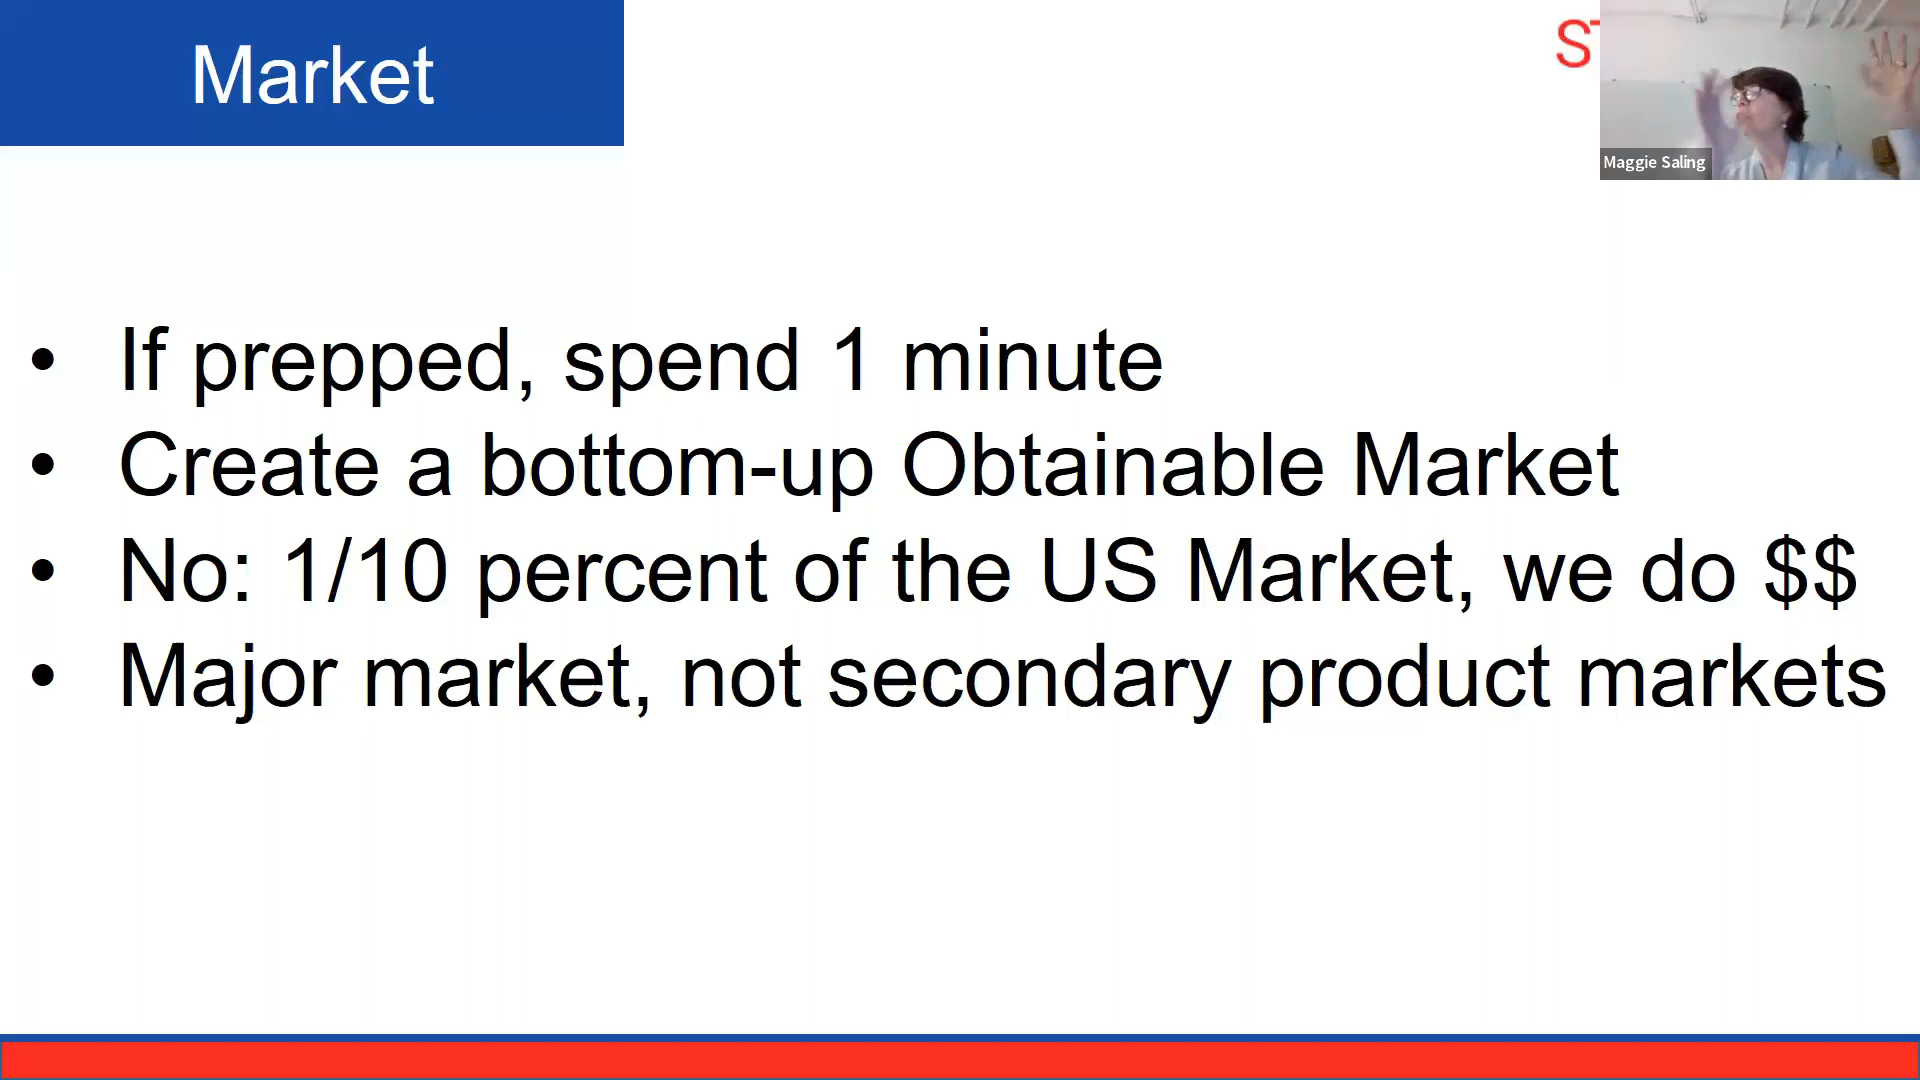 Market
ST
Maggie Saling
• If prepped, spend 1 minute
• Create a bottom-up Obtainable Market
• No: 1/10 percent of the US Market, we do $$
• Major market, not secondary product markets